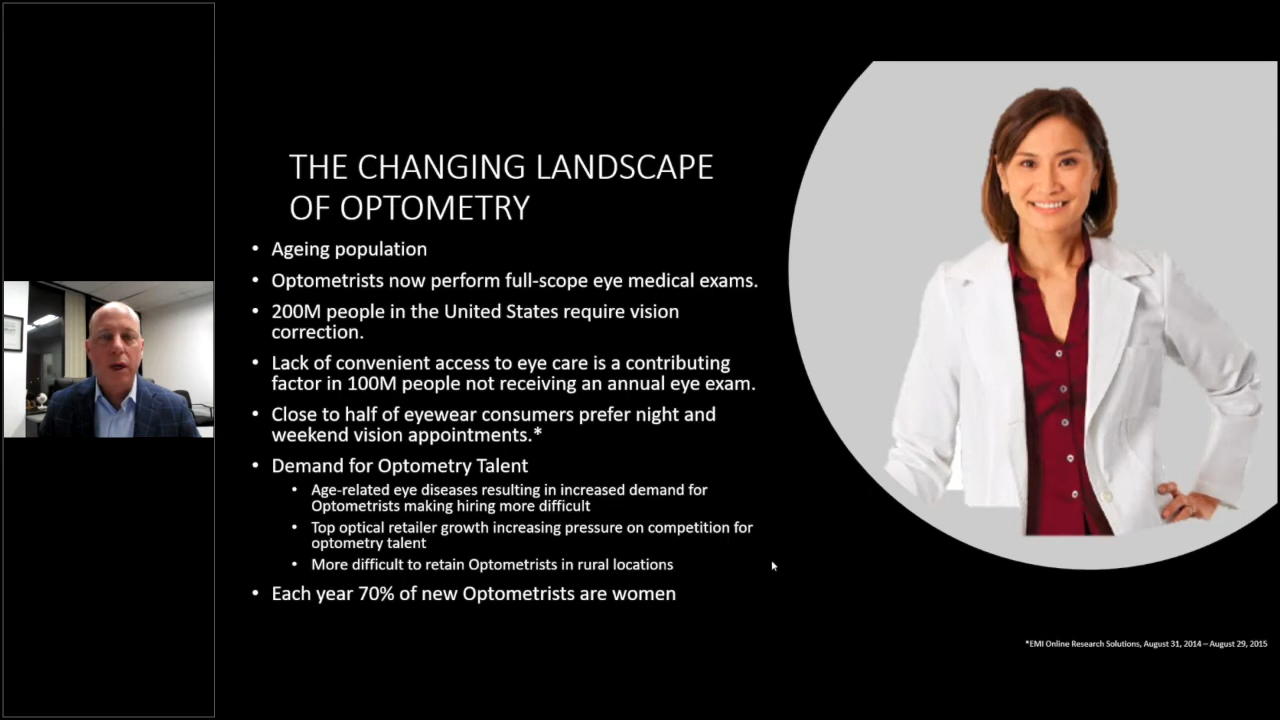 THE CHANGING LANDSCAPE
OF OPTOMETRY
• Ageing population
• Optometrists now perform full-scope eye medical exams.
• 200M people in the United States require vision
correction.
• Lack of convenient access to eye care is a contributing
factor in 100M people not receiving an annual eye exam.
• Close to half of eyewear consumers prefer night and
weekend vision appointments.*
• Demand for Optometry Talent
• Age-related eye diseases resulting in increased demand for
Optometrists making hiring more difficult
• Top optical retailer growth increasing pressure on competition for
optometry talent
• More difficult to retain Optometrists in rural locations
• Each year 70% of new Optometrists are women
*EMI Online Research Solutions, August 31, 2014 – August 29, 2015